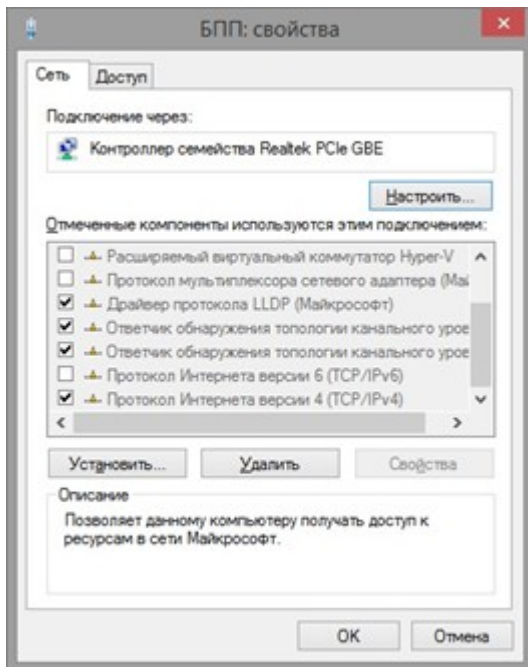 БПП: свойства
Сеть
Доступ
Подключение через:
Контроллер семейства Realtek PCIe GBE
Настроить...
Отмеченные компоненты используются этим подключением:
Расширяемый виртуальный коммутатор Hyper-V
Протокол мультиплексора сетевого адаптера (Май
Драйвер протокола LLDP (Майкрософт)
Ответчик обнаружения топологии канального уров
Ответчик обнаружения топологии канального уров
Протокол Интернета версии 6 (TCP/IPv6)
Протокол Интернета версии 4 (TCP/IPv4)
Установить...
Удалить
Свойства
Описание
Позволяет данному компьютеру получать доступ к
ресурсам в сети Майкрософт.
OK
Отмена